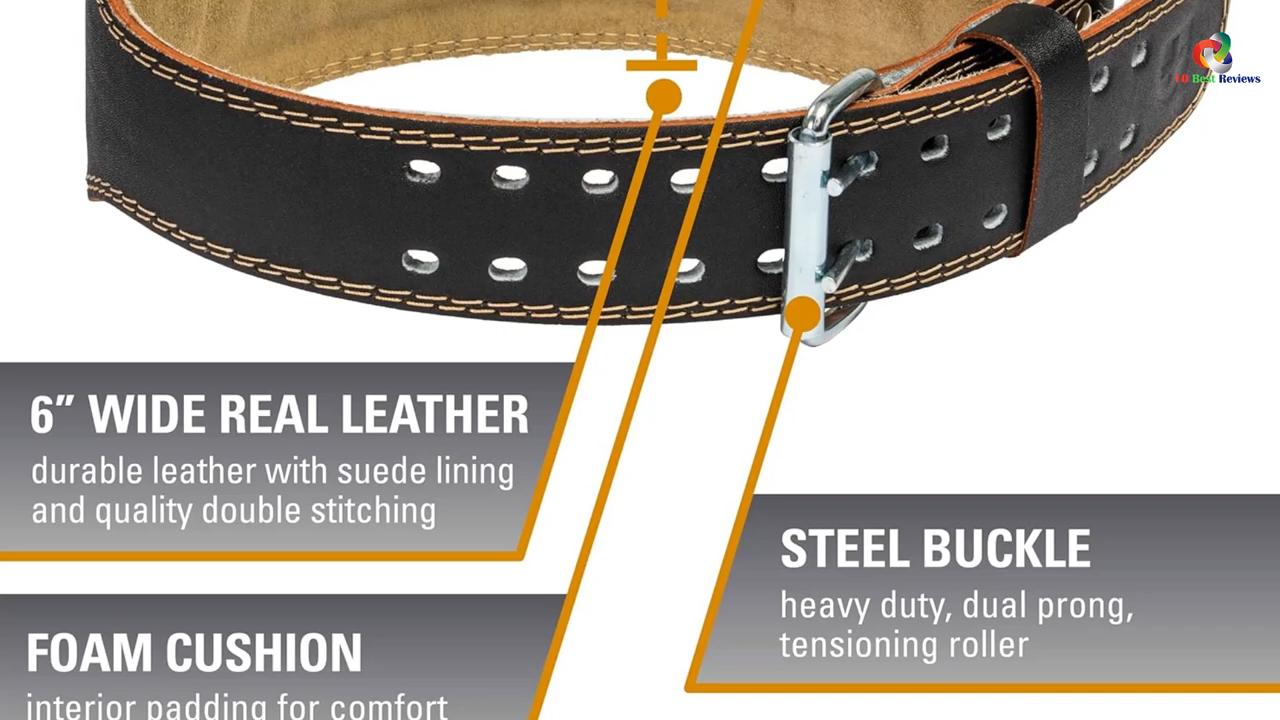 10 Best Reviews
6” WIDE REAL LEATHER
durable leather with suede lining
and quality double stitching
STEEL BUCKLE
heavy duty, dual prong,
tensioning roller
FOAM CUSHION
interior padding for comfort